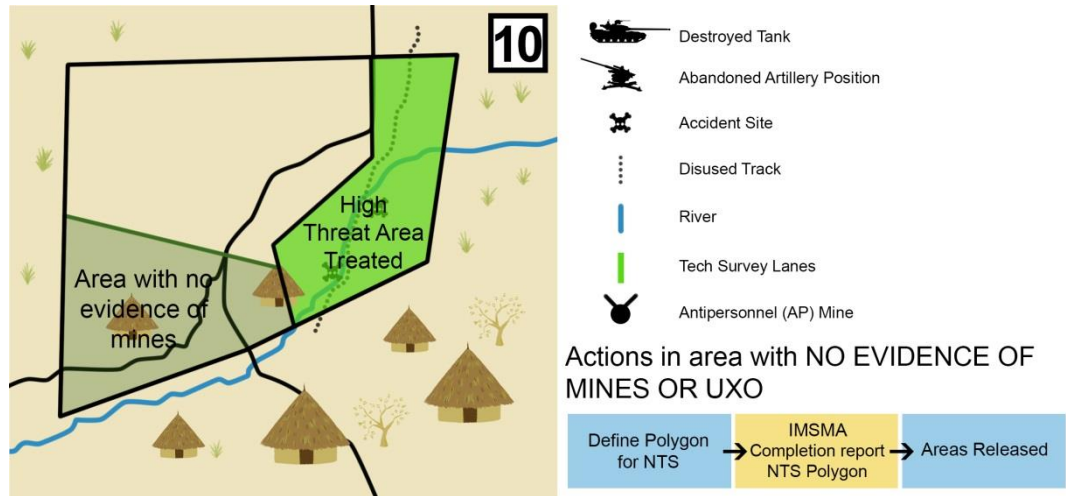 10
High
Threat Area
Treated
Area with no
evidence of
mines
Destroyed Tank
Abandoned Artillery Position
Accident Site
Disused Track
River
Tech Survey Lanes
Antipersonnel (AP) Mine
Actions in area with NO EVIDENCE OF
MINES OR UXO
Define Polygon
for NTS
IMSMA
Completion report
NTS Polygon
Areas Released